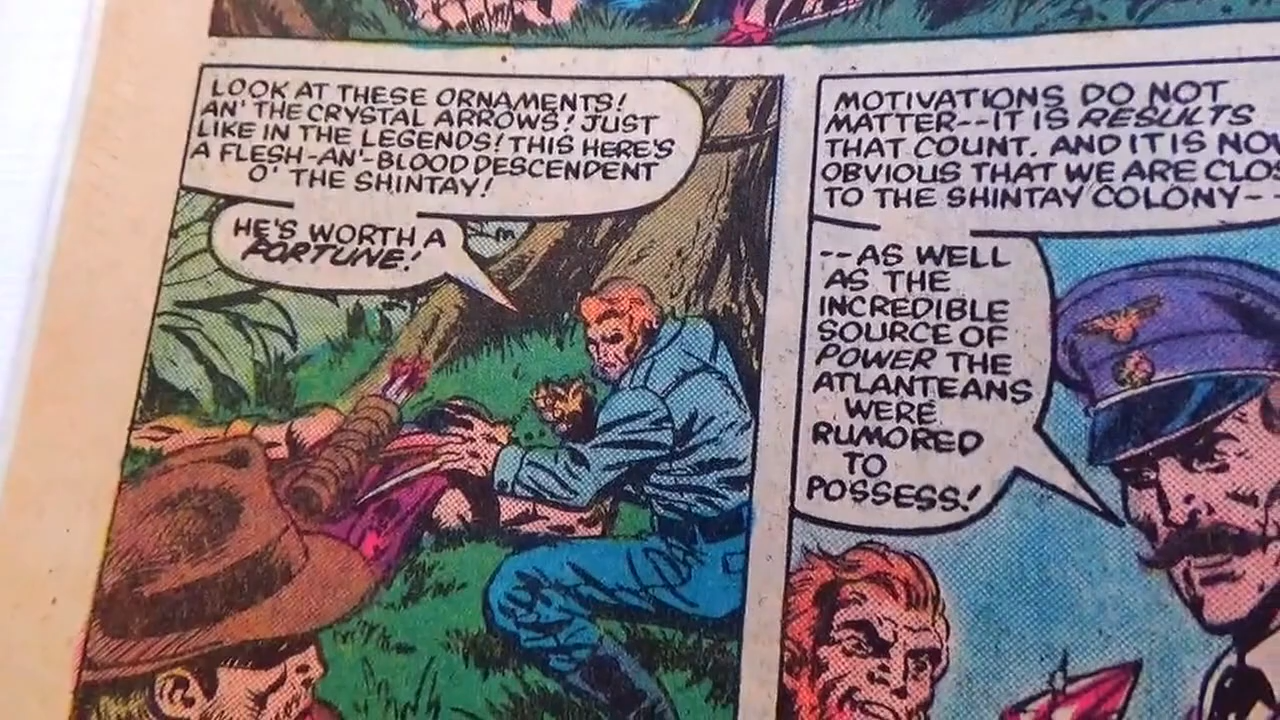 LOOK AT THESE ORNAMENTS!
AN' THE CRYSTAL ARROWS! JUST
LIKE IN THE LEGENDS! THIS HERE'S
A FLESH-AN'-BLOOD DESCENDENT
O' THE SHINTAY!
HE'S WORTH A
FORTUNE!
MOTIVATIONS DO NOT
MATTER--IT IS RESULTS
THAT COUNT. AND IT IS
OBVIOUS THAT WE ARE
TO THE SHINTAY COLONY--
--AS WELL
AS THE
INCREDIBLE
SOURCE OF
POWER THE
ATLANTEANS
WERE
RUMORED
TO
POSSESS!